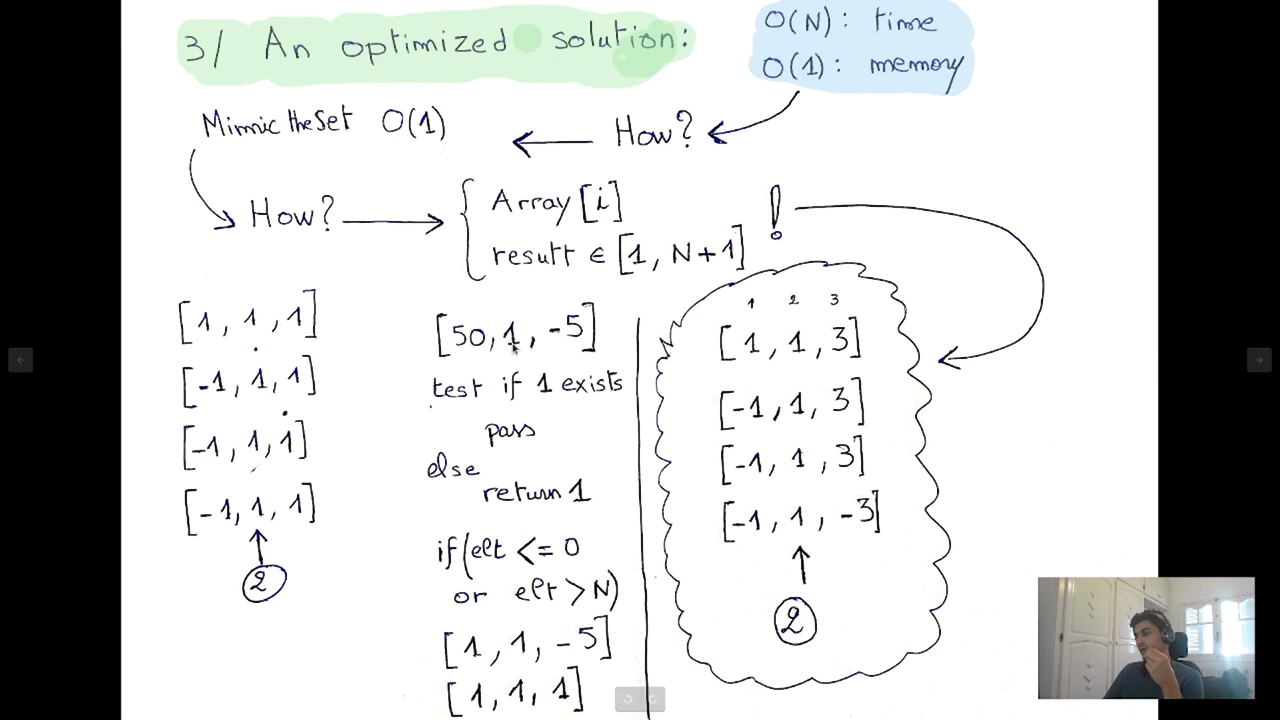 3/ An optimized solution:
O(N): time
O(1): memory
Mimic the Set O(1)
How?
How?
Array[i]
result ∈ [1, N+1]
!
[1, 1, 1]
[-1, 1, 1]
[-1, 1, 1]
[-1, 1, 1]
2
[50, 1, -5]
test if 1 exists
pass
else
return 1
if(elt <= 0
or elt > N)
[1, 1, -5]
[1, 1, 1]
1 2 3
[1, 1, 3]
[-1, 1, 3]
[-1, 1, 3]
[-1, 1, -3]
2